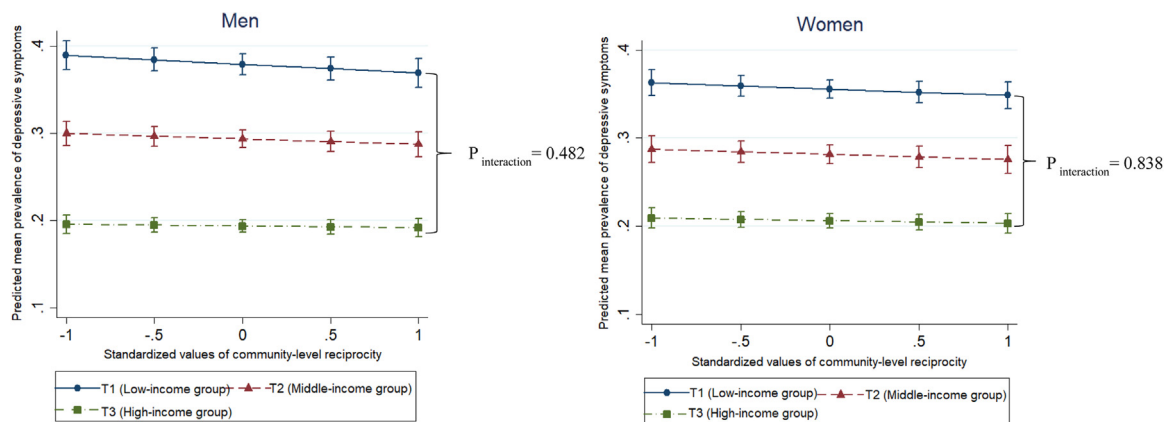 Men
Predicted mean prevalence of depressive symptoms
.4
.3
.2
.1
-1 -.5 0 .5 1
Standardized values of community-level reciprocity
P interaction = 0.482
T1 (Low-income group) T2 (Middle-income group)
T3 (High-income group)
Women
Predicted mean prevalence of depressive symptoms
.4
.3
.2
.1
-1 -.5 0 .5 1
Standardized values of community-level reciprocity
P interaction = 0.838
T1 (Low-income group) T2 (Middle-income group)
T3 (High-income group)